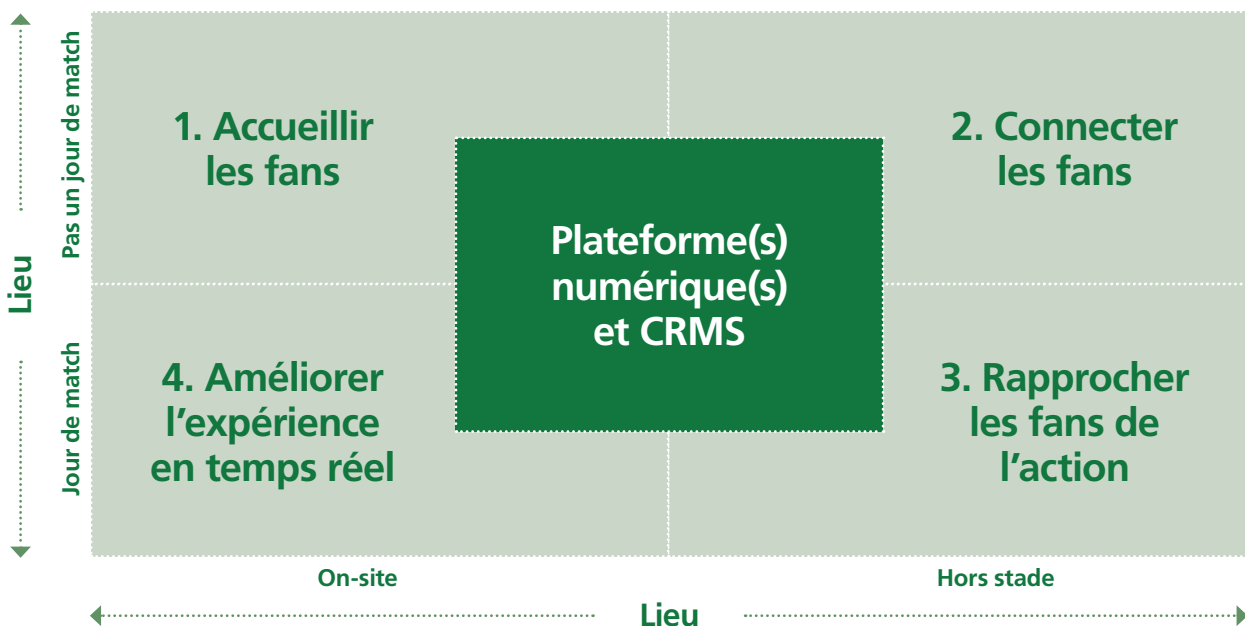 Lieu
Pas un jour de match
Jour de match
1. Accueillir
les fans
2. Connecter
les fans
Plateforme(s)
numérique(s)
et CRMS
4. Améliorer
l’expérience
en temps réel
3. Rapprocher
les fans de
l’action
On-site
Hors stade
Lieu